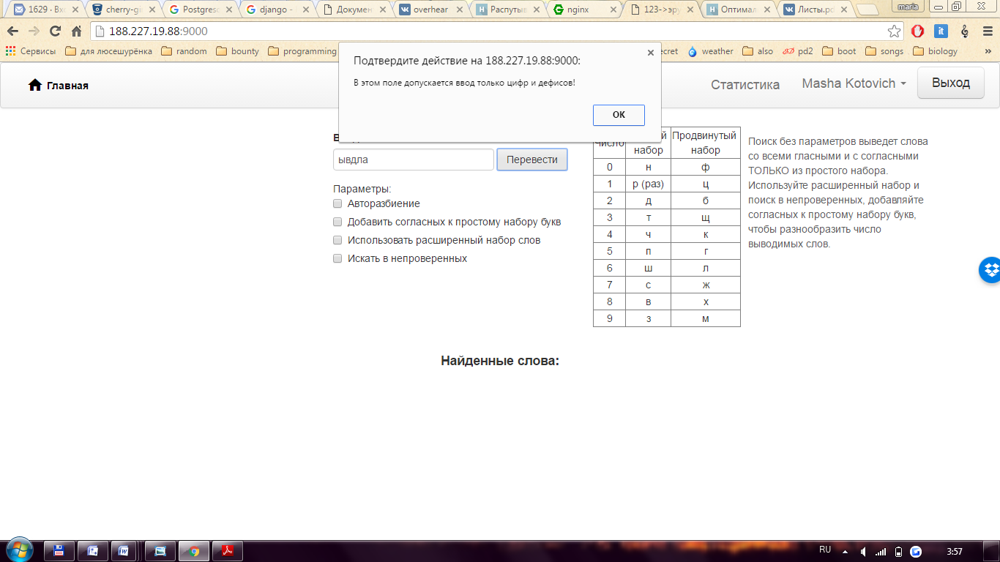 1629 · Вхо
cherry-gi
Postgres
django -
Докумен
overhear
Распутыв
nginx
123->эру
Оптимал
Листы.pd
maria
188.227.19.88:9000
Сервисы
для люсешурёнка
random
bounty
programming
ecret
weather
also
pd2
boot
songs
biology
»
Подтвердите действие на 188.227.19.88:9000:
В этом поле допускается ввод только цифр и дефисов!
OK
Главная
Статистика
Masha Kotovich
Выход
ывдла
Перевести
Параметры:
Авторазбиение
Добавить согласных к простому набору букв
Использовать расширенный набор слов
Искать в непроверенных
Число
й набор
Продвинутый набор
0 н ф
1 р (раз) ц
2 д б
3 т щ
4 ч к
5 п г
6 ш л
7 с ж
8 в х
9 з м
Поиск без параметров выведет слова
со всеми гласными и с согласными
ТОЛЬКО из простого набора.
Используйте расширенный набор и
поиск в непроверенных, добавляйте
согласных к простому набору букв,
чтобы разнообразить число
выводимых слов.
Найденные слова:
RU
3:57